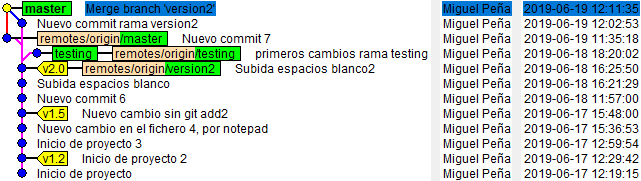 master Merge branch 'version2' Miguel Peña 2019-06-19 12:11:35
Nuevo commit rama version2 Miguel Peña 2019-06-19 12:02:53
remotes/origin/master Nuevo commit 7 Miguel Peña 2019-06-19 11:35:18
testing remotes/origin/testing primeros cambios rama testing Miguel Peña 2019-06-18 18:20:02
v2.0 remotes/origin/version2 Subida espacios blanco2 Miguel Peña 2019-06-18 16:25:50
Subida espacios blanco Miguel Peña 2019-06-18 16:21:29
Nuevo commit 6 Miguel Peña 2019-06-18 11:57:00
v1.5 Nuevo cambio sin git add2 Miguel Peña 2019-06-17 15:48:00
Nuevo cambio en el fichero 4, por notepad Miguel Peña 2019-06-17 15:36:53
Inicio de proyecto 3 Miguel Peña 2019-06-17 12:59:54
v1.2 Inicio de proyecto 2 Miguel Peña 2019-06-17 12:29:42
Inicio de proyecto Miguel Peña 2019-06-17 12:19:15